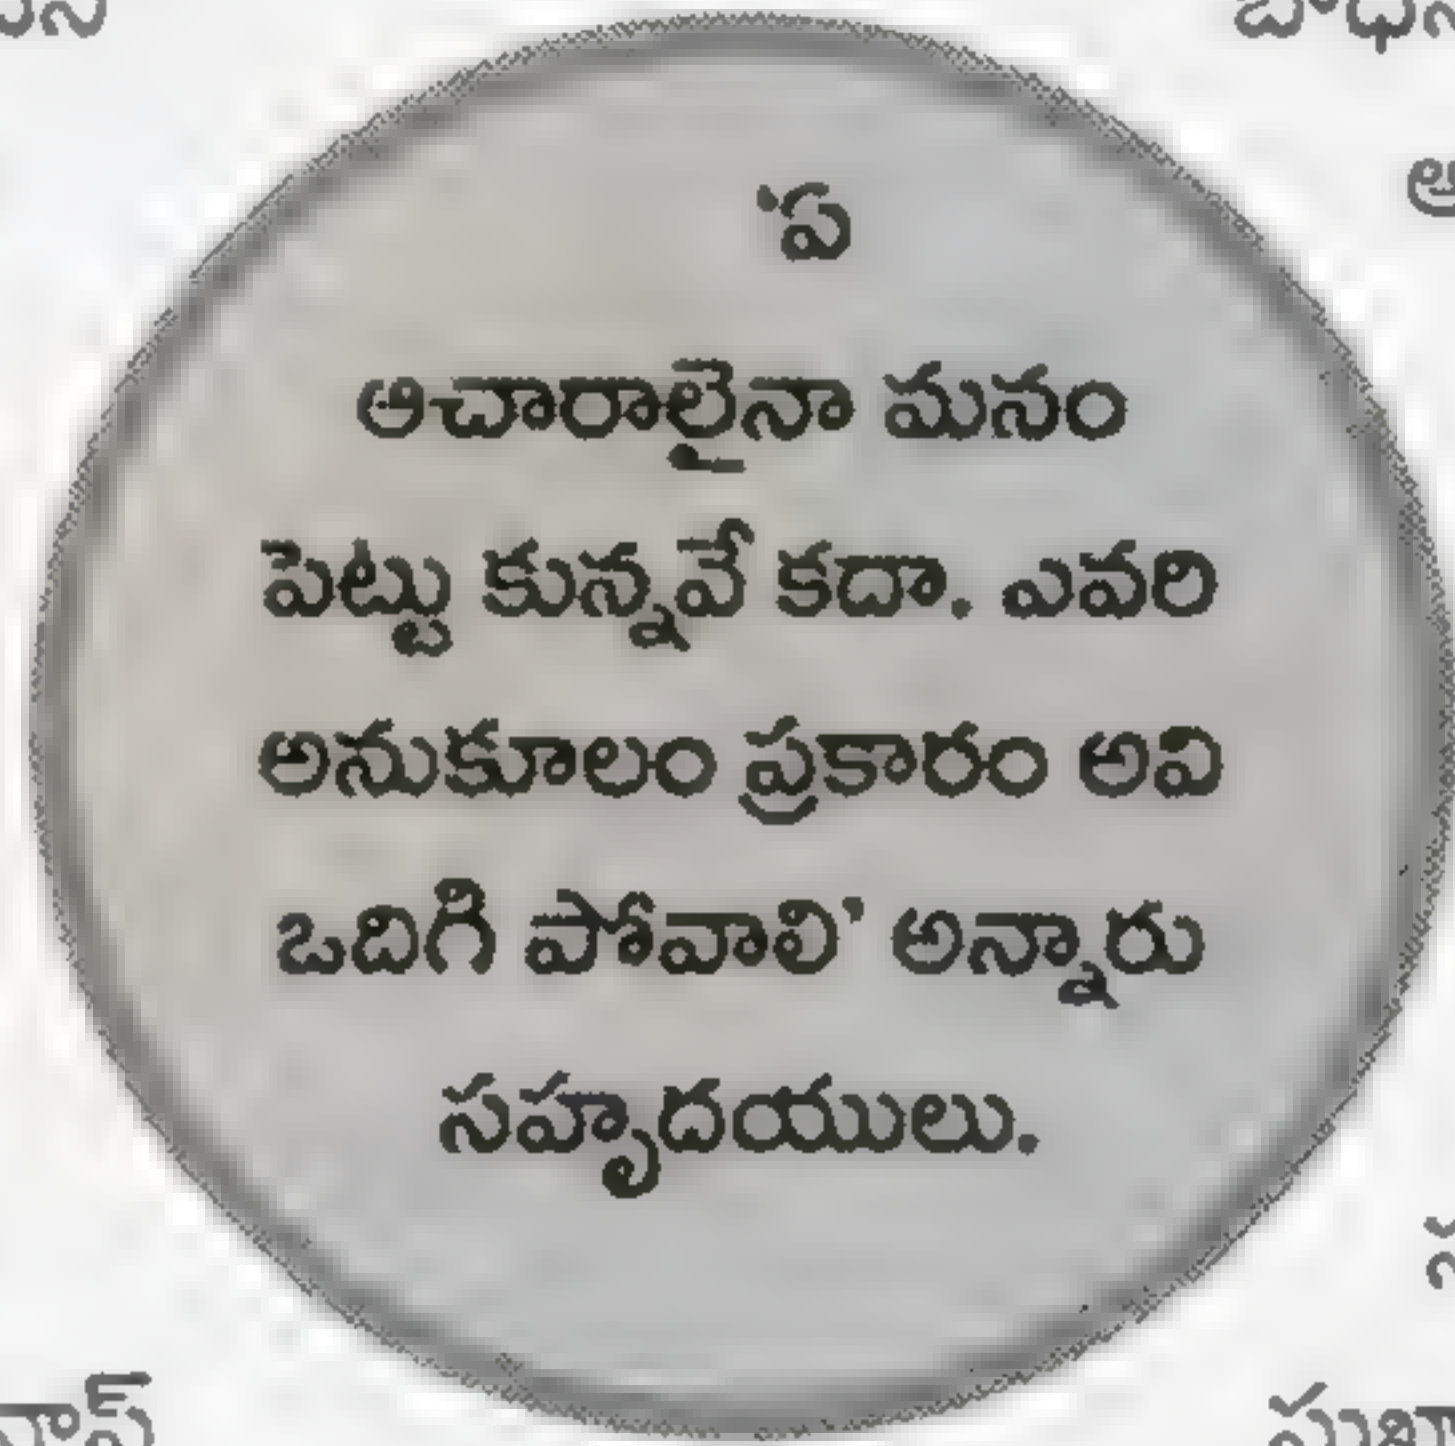 ‘ఏ
ఆచారాలైనా మనం
పెట్టు కున్నవే కదా. ఎవరి
అనుకూలం ప్రకారం అవి
ఒదిగి పోవాలి’ అన్నారు
సహృదయులు.